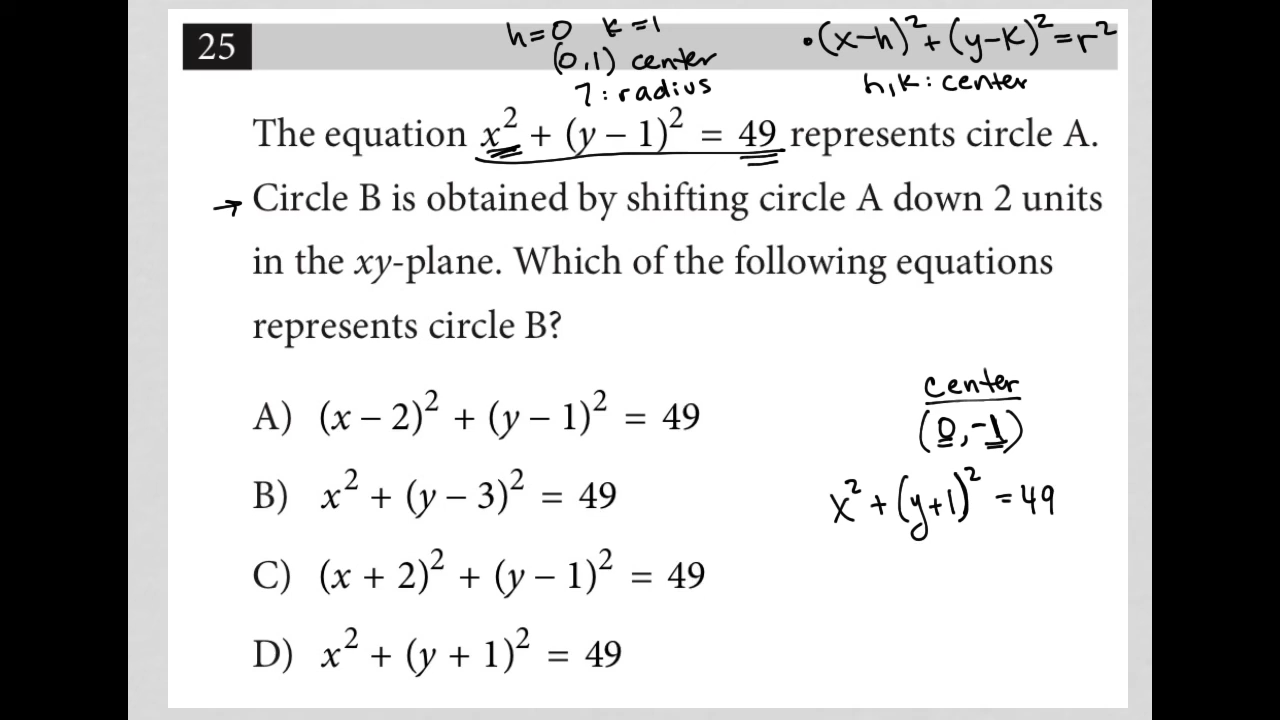 25
h=0 k=1
(0,1) center
7: radius
•(x-h)²+(y-k)²=r²
h,k: center
The equation x² + (y − 1)² = 49 represents circle A.
→ Circle B is obtained by shifting circle A down 2 units
in the xy-plane. Which of the following equations
represents circle B?
center
(0,-1)
x²+(y+1)²=49
A) (x − 2)² + (y − 1)² = 49
B) x² + (y − 3)² = 49
C) (x + 2)² + (y − 1)² = 49
D) x² + (y + 1)² = 49